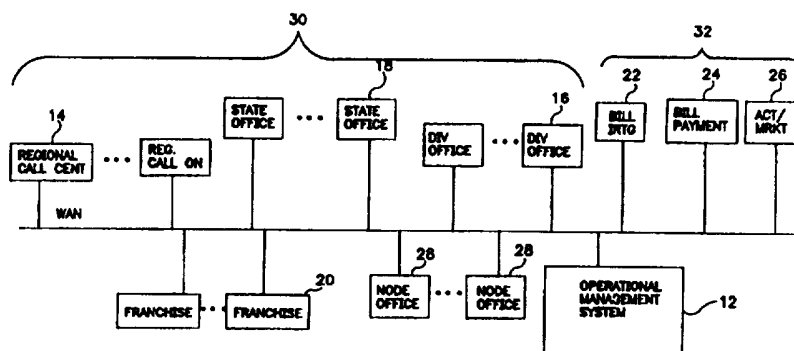 30
32
14
REGIONAL
CALL CENT
REG.
CALL ON
STATE
OFFICE
18
STATE
OFFICE
DIV
OFFICE
16
DIV
OFFICE
22
BILL
IRTG
24
BILL
PAYMENT
26
ACT/
MRKT
WAN
FRANCHISE
20
FRANCHISE
28
NODE
OFFICE
28
NODE
OFFICE
OPERATIONAL
MANAGEMENT
SYSTEM
12